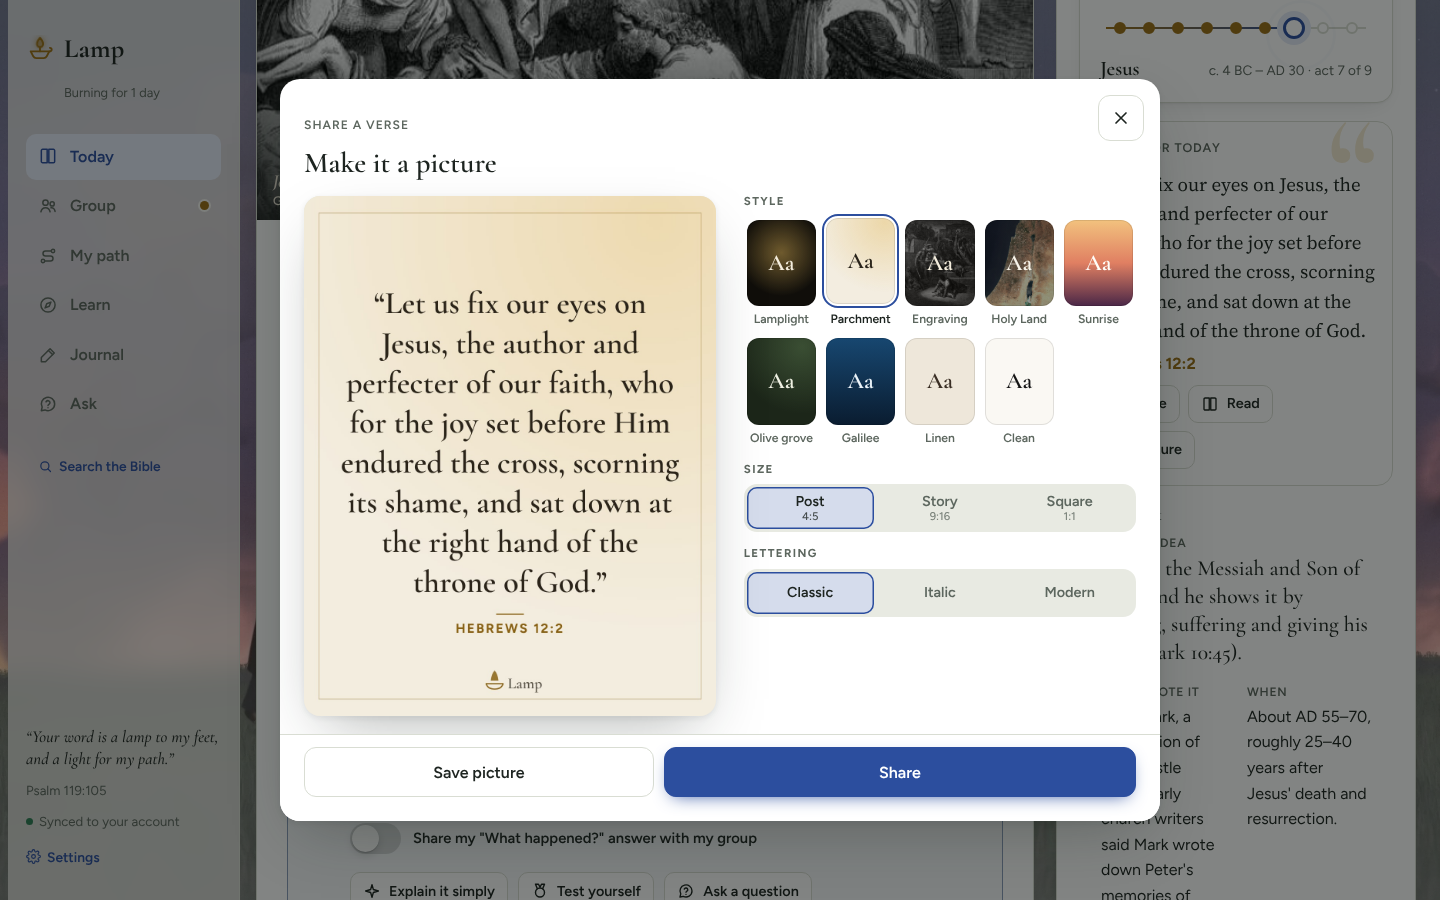 Lamp
Burning for 1 day
Today
Group
My path
Learn
Journal
Ask
Search the Bible
“Your word is a lamp to my feet,
and a light for my path.”
Psalm 119:105
Synced to your account
Settings
SHARE A VERSE
Make it a picture
“Let us fix our eyes on
Jesus, the author and
perfecter of our faith, who
for the joy set before Him
endured the cross, scorning
its shame, and sat down at
the right hand of the
throne of God.”
HEBREWS 12:2
Lamp
STYLE
Aa
Aa
Aa
Aa
Aa
Lamplight
Parchment
Engraving
Holy Land
Sunrise
Aa
Aa
Aa
Aa
Olive grove
Galilee
Linen
Clean
SIZE
Post
4:5
Story
9:16
Square
1:1
LETTERING
Classic
Italic
Modern
Save picture
Share
Share my "What happened?" answer with my group
Explain it simply
Test yourself
Ask a question
Jesus
c. 4 BC – AD 30 · act 7 of 9
TODAY
our eyes on Jesus, the
and perfecter of our
for the joy set before
the cross, scorning
and sat down at the
of the throne of God.
12:2
Read
the Messiah and Son of
he shows it by
suffering and giving his
10:45).
IT
WHEN
a
of
About AD 55–70,
roughly 25–40
years after
Jesus' death and
resurrection.
writers
said Mark wrote
down Peter's
memories of